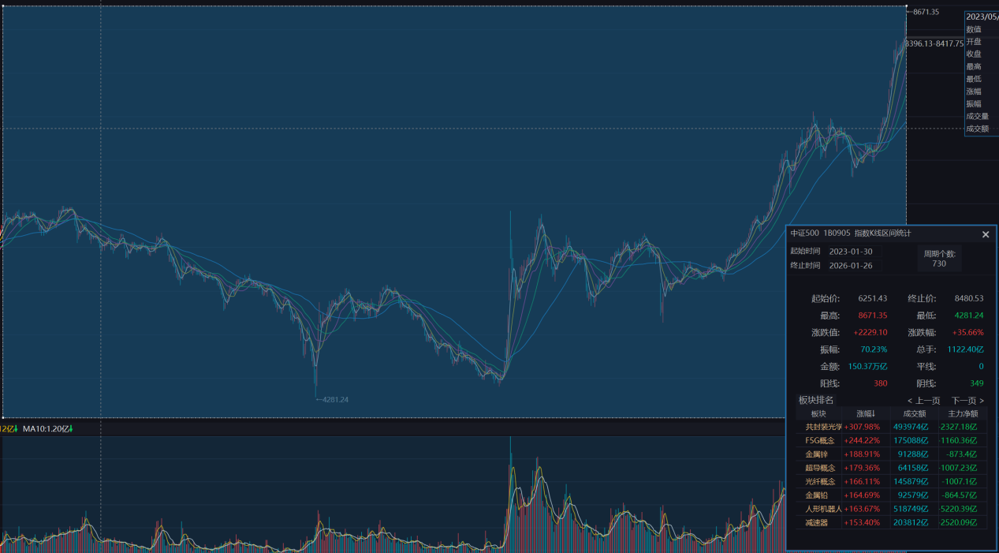 ←8671.35
2023/05/
数值
8396.13-8417.75
开盘
收盘
最高
最低
涨幅
振幅
成交量
成交额
←4281.24
2亿↓ MA10:1.20亿↓
中证500 1B0905 指数K线区间统计 ×
起始时间 2023-01-30
终止时间 2026-01-26
周期个数:
730
起始价: 6251.43 终止价: 8480.53
最高: 8671.35 最低: 4281.24
涨跌值: +2229.10 涨跌幅: +35.66%
振幅: 70.23% 总手: 1122.40亿
金额: 150.37万亿 平线: 0
阳线: 380 阴线: 349
板块排名 < 上一页 下一页 >
板块 涨幅↓ 成交额 主力净额
共封装光学 +307.98% 493974亿 -2327.18亿
F5G概念 +244.22% 175088亿 -1160.36亿
金属锌 +188.91% 91288亿 -873.4亿
超导概念 +179.36% 64158亿 -1007.23亿
光纤概念 +166.11% 145879亿 -1007.1亿
金属铅 +164.69% 92579亿 -864.57亿
人形机器人 +163.67% 518749亿 -5220.39亿
减速器 +153.40% 203812亿 -2520.09亿